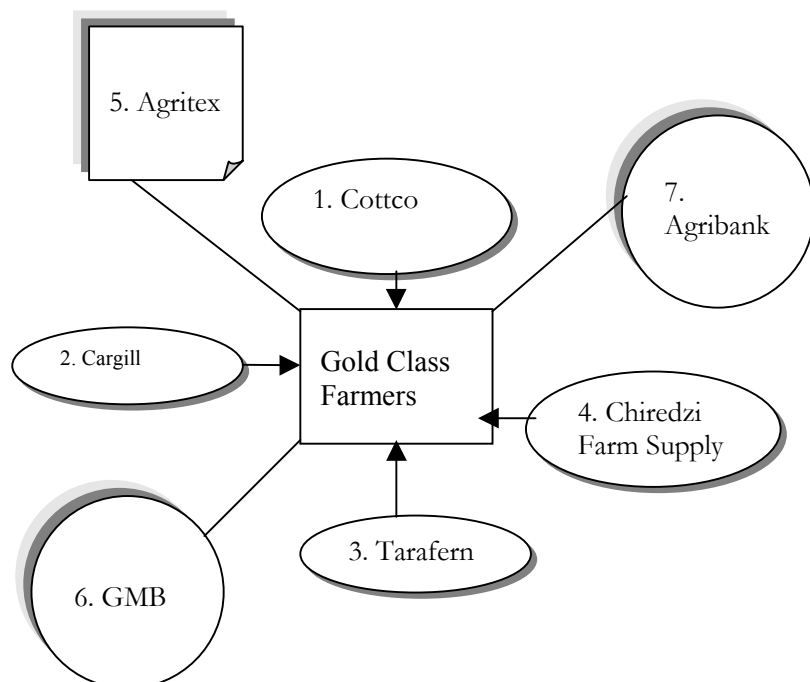 5. Agritex
1. Cottco
7.
Agribank
2. Cargill
Gold Class
Farmers
4. Chiredzi
Farm Supply
3. Tarafern
6. GMB